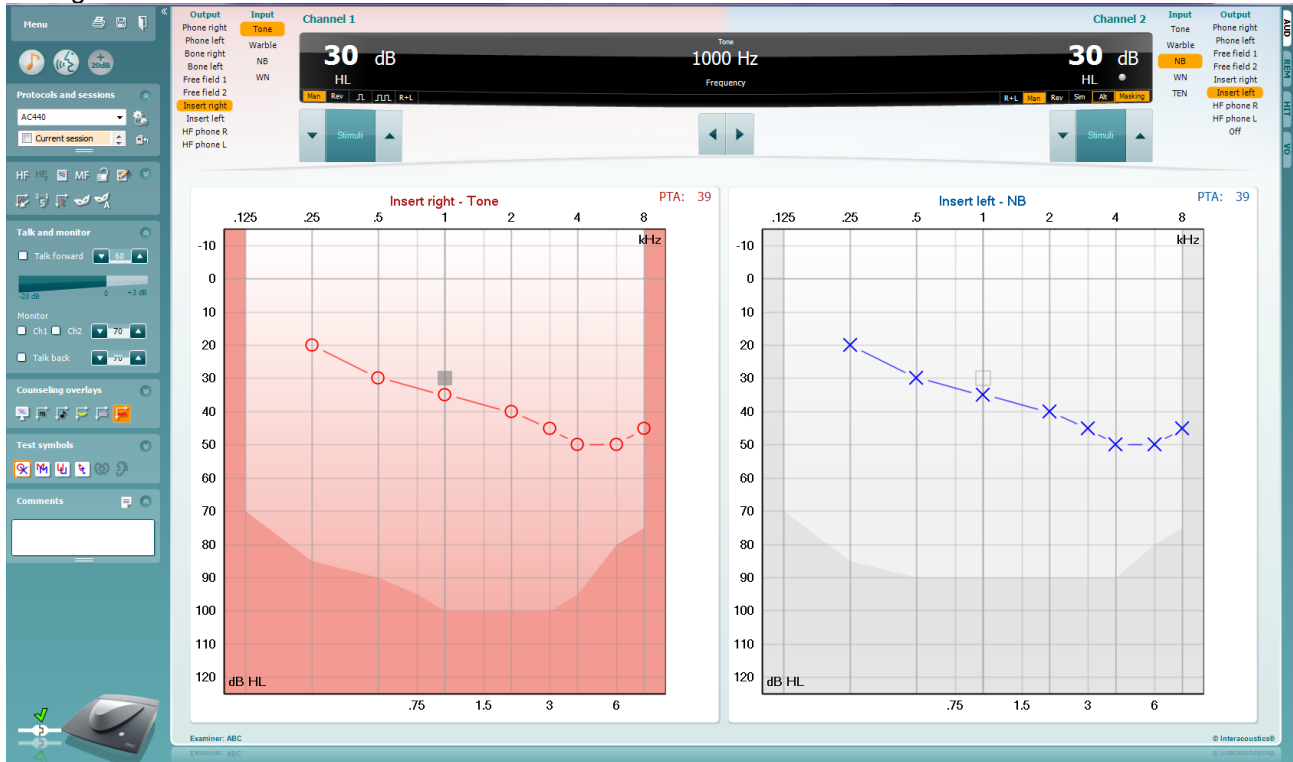 Menu
+
20dB
Protocols and sessions
AC440
Current session
HF
MF
Talk and monitor
Talk forward
60
-20 dB
0
+3 dB
Monitor
Ch1
Ch2
70
Talk back
70
Counseling overlays
Test symbols
Comments
Output
Phone right
Phone left
Bone right
Bone left
Free field 1
Free field 2
Insert right
Insert left
HF phone R
HF phone L
Input
Tone
Warble
NB
WN
Channel 1
30 dB
HL
Man Rev R+L
Tone
1000 Hz
Frequency
Channel 2
30 dB
HL
R+L Man Rev Sim Alt Masking
Stimuli
Stimuli
Input
Tone
Warble
NB
WN
TEN
Output
Phone right
Phone left
Free field 1
Free field 2
Insert right
Insert left
HF phone R
HF phone L
Off
AUD
REM
HIT
VO
Insert right - Tone
PTA: 39
.125 .25 .5 1 2 4 8
kHz
-10
0
10
20
30
40
50
60
70
80
90
100
110
120
dB HL
.75 1.5 3 6
Insert left - NB
PTA: 39
.125 .25 .5 1 2 4 8
kHz
-10
0
10
20
30
40
50
60
70
80
90
100
110
120
dB HL
.75 1.5 3 6
Examiner: ABC
© Interacoustics®